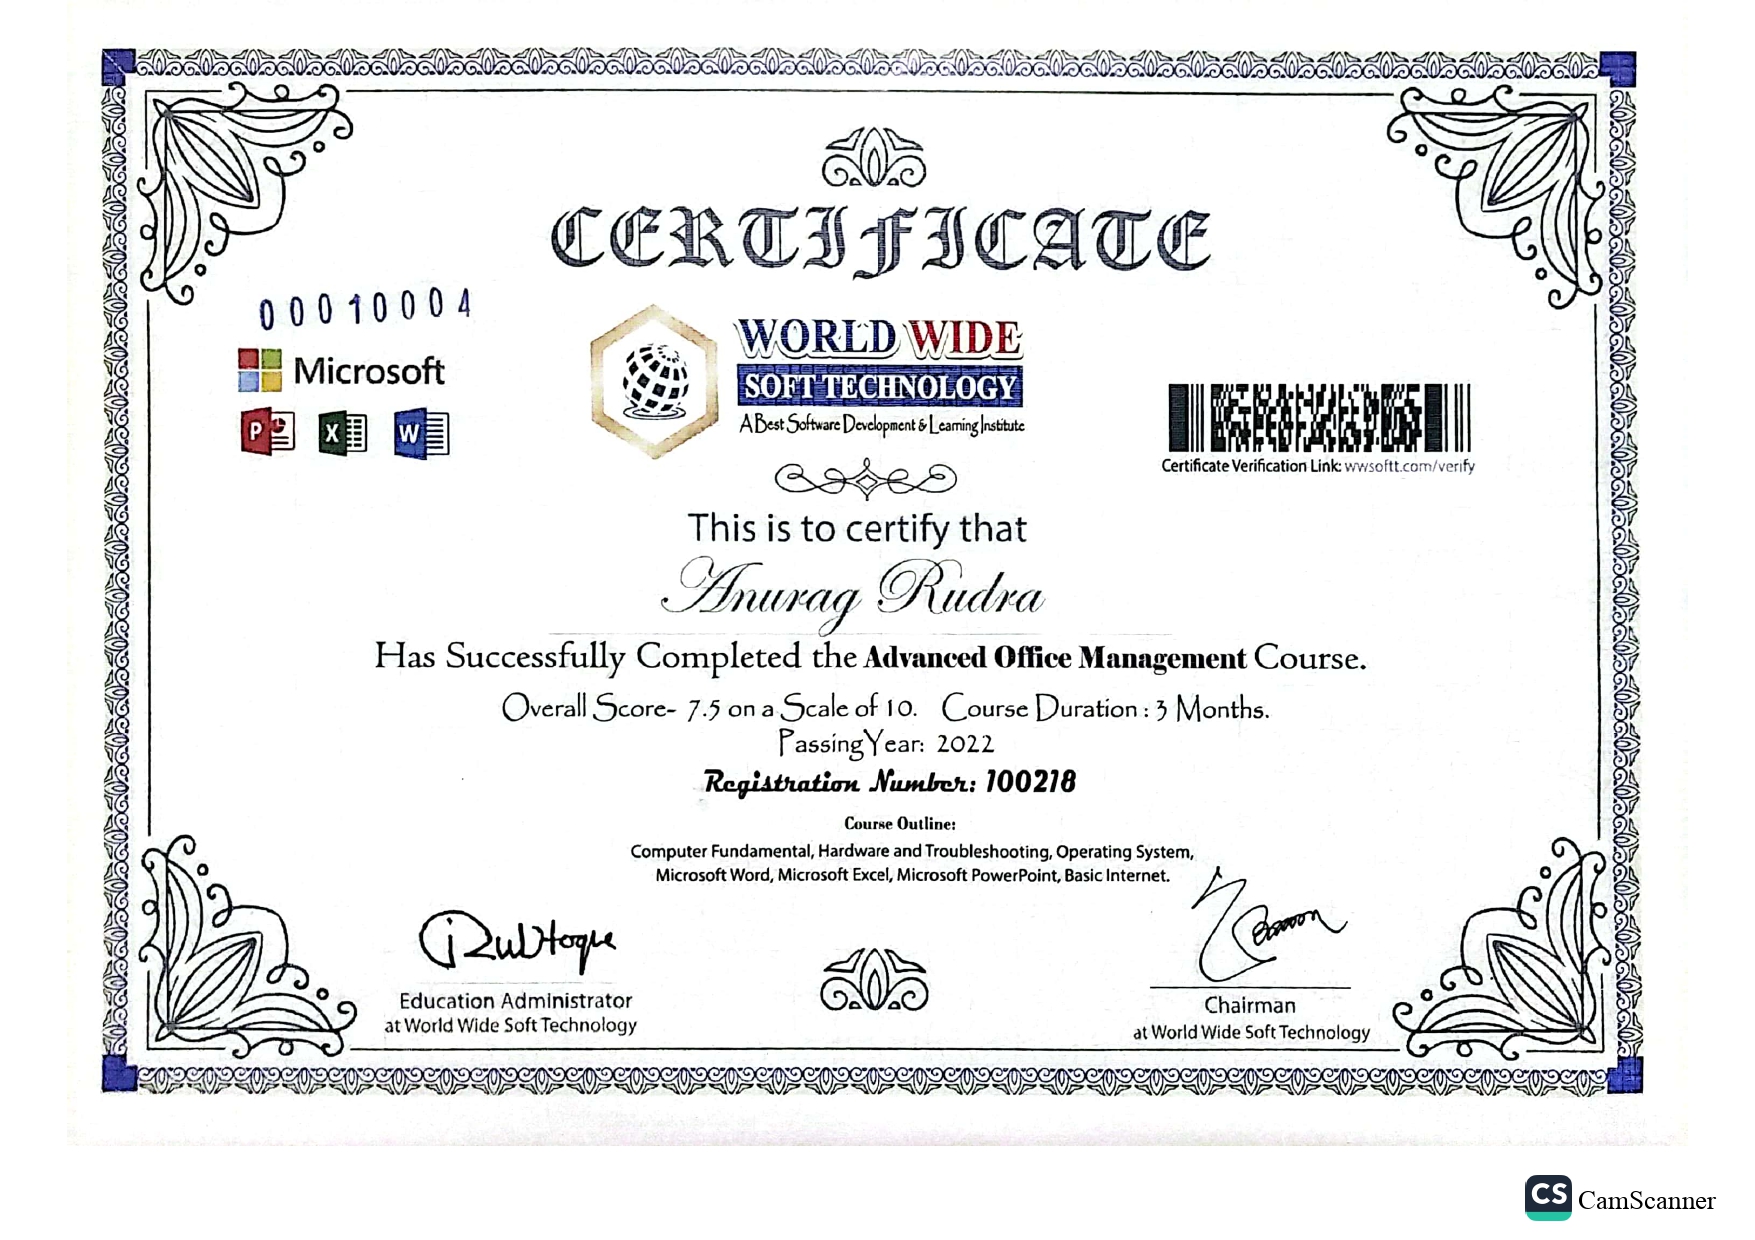 CERTIFICATE
00010004
Microsoft
P X W
WORLD WIDE
SOFT TECHNOLOGY
A Best Software Development & Learning Institute
Certificate Verification Link: wwsoftt.com/verify
This is to certify that
Anurag Rudra
Has Successfully Completed the Advanced Office Management Course.
Overall Score- 7.5 on a Scale of 10. Course Duration : 3 Months.
Passing Year: 2022
Registration Number: 100218
Course Outline:
Computer Fundamental, Hardware and Troubleshooting, Operating System,
Microsoft Word, Microsoft Excel, Microsoft PowerPoint, Basic Internet.
Education Administrator
at World Wide Soft Technology
Chairman
at World Wide Soft Technology
CS CamScanner